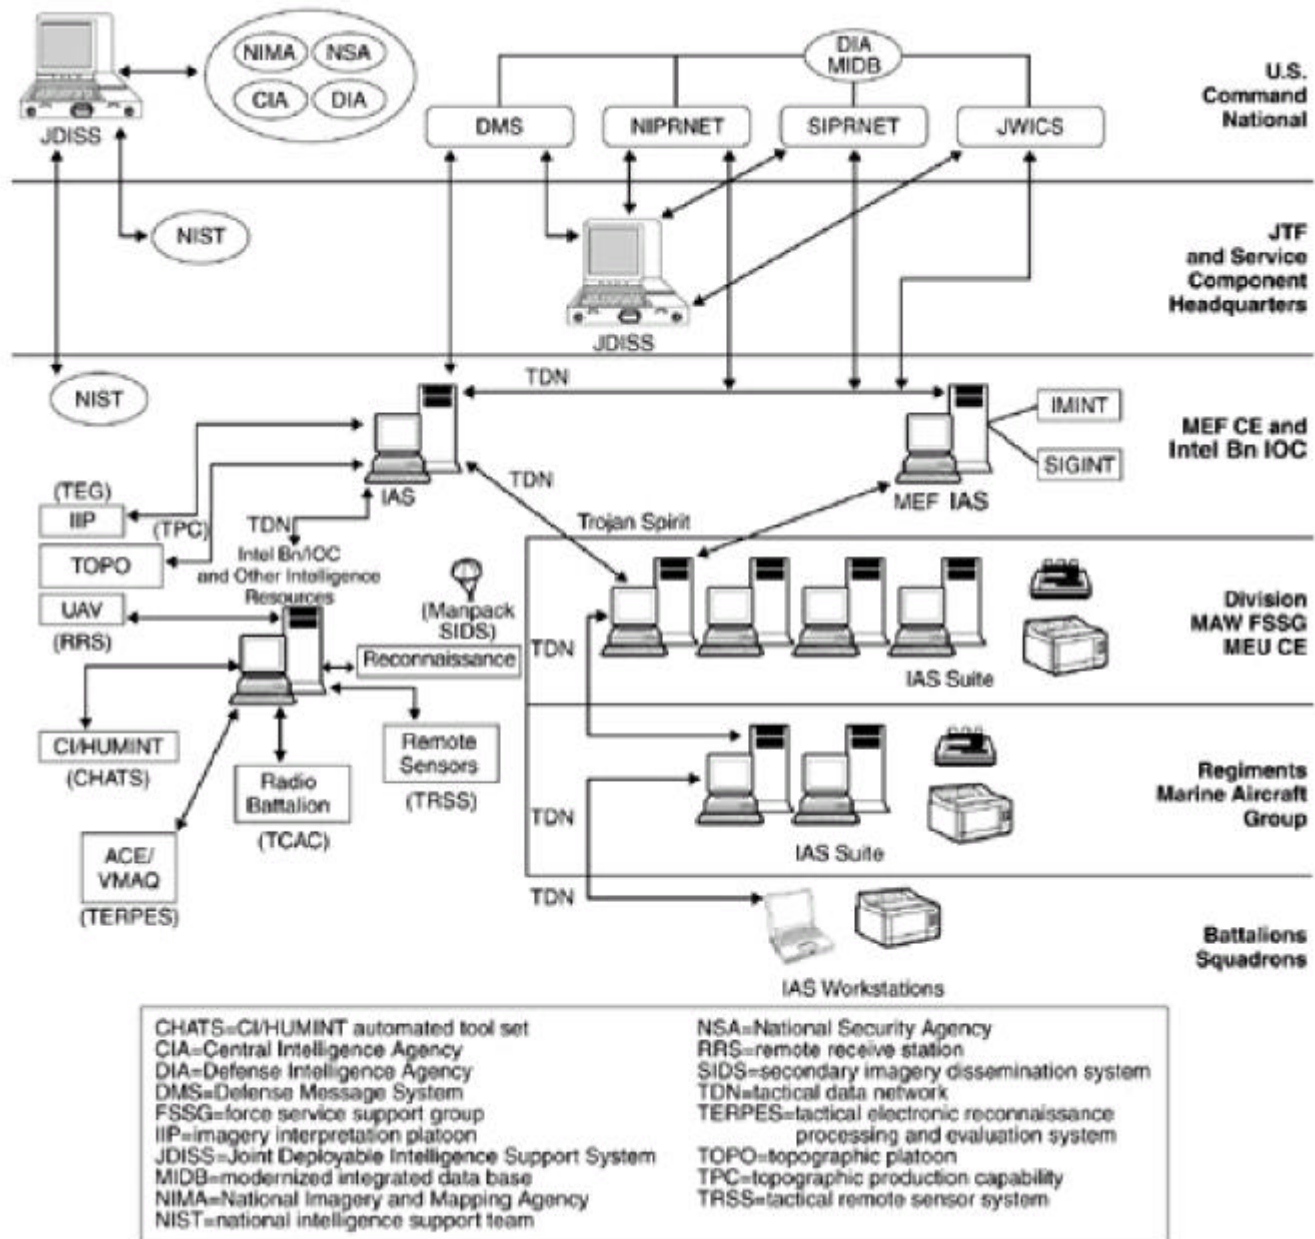 NIMA
NSA
CIA
DIA
JDISS
DIA
MIDB
DMS
NIPRNET
SIPRNET
JWICS
U.S.
Command
National
NIST
JDISS
JTF
and Service
Component
Headquarters
NIST
TDN
IAS
TDN
MEF IAS
IMINT
SIGINT
MEF CE and
Intel Bn IOC
(TEG)
IIP
(TPC)
TOPO
TDN
Intel Bn/IOC
and Other Intelligence
Resources
UAV
(RRS)
(Manpack
SIDS)
Reconnaissance
CI/HUMINT
(CHATS)
Radio
Battalion
(TCAC)
Remote
Sensors
(TRSS)
ACE/
VMAQ
(TERPES)
Trojan Spirit
TDN
IAS Suite
Division
MAW FSSG
MEU CE
TDN
IAS Suite
Regiments
Marine Aircraft
Group
TDN
IAS Workstations
Battalions
Squadrons
CHATS=CI/HUMINT automated tool set
CIA=Central Intelligence Agency
DIA=Defense Intelligence Agency
DMS=Defense Message System
FSSG=force service support group
IIP=imagery interpretation platoon
JDISS=Joint Deployable Intelligence Support System
MIDB=modernized integrated data base
NIMA=National Imagery and Mapping Agency
NIST=national intelligence support team
NSA=National Security Agency
RRS=remote receive station
SIDS=secondary imagery dissemination system
TDN=tactical data network
TERPES=tactical electronic reconnaissance
processing and evaluation system
TOPO=topographic platoon
TPC=topographic production capability
TRSS=tactical remote sensor system